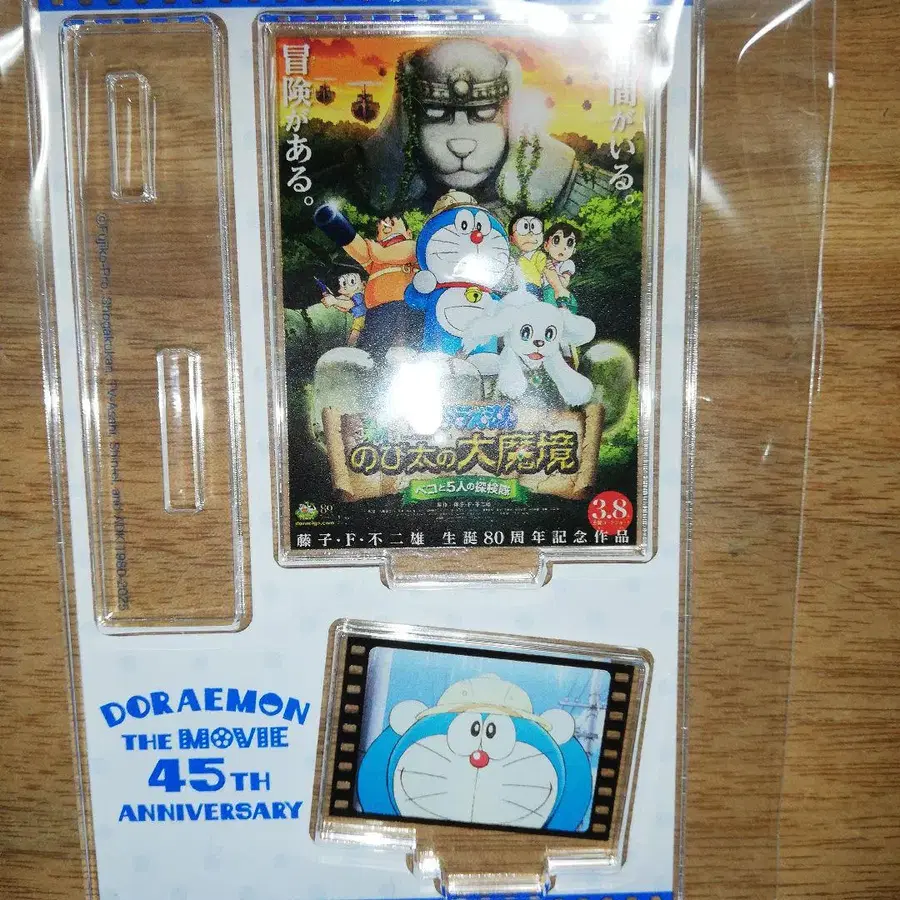 冒険がある。
間がいる。
のび太の大魔境
ペコと5人の探検隊
3.8
藤子・F・不二雄 生誕80周年記念作品
DORAEMON
THE MOVIE
45TH
ANNIVERSARY